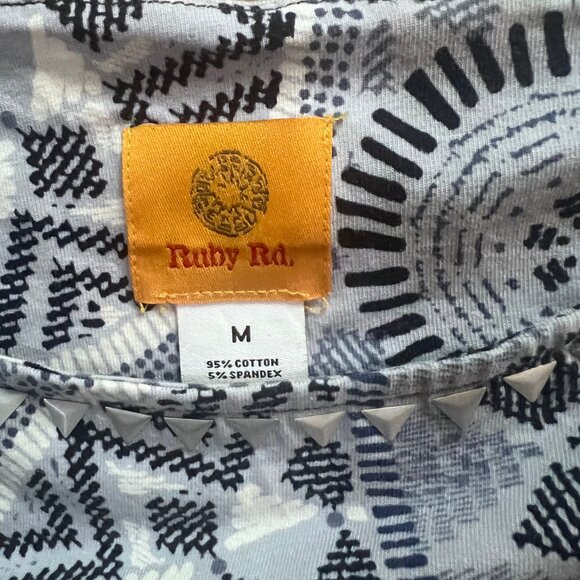 Ruby Rd.
M
95% COTTON
5% SPANDEX